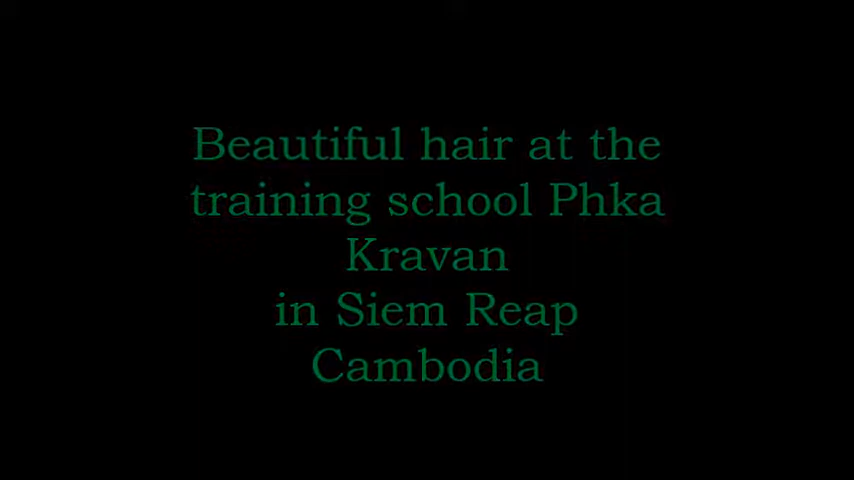 Beautiful hair at the
training school Phka
Kravan
in Siem Reap
Cambodia